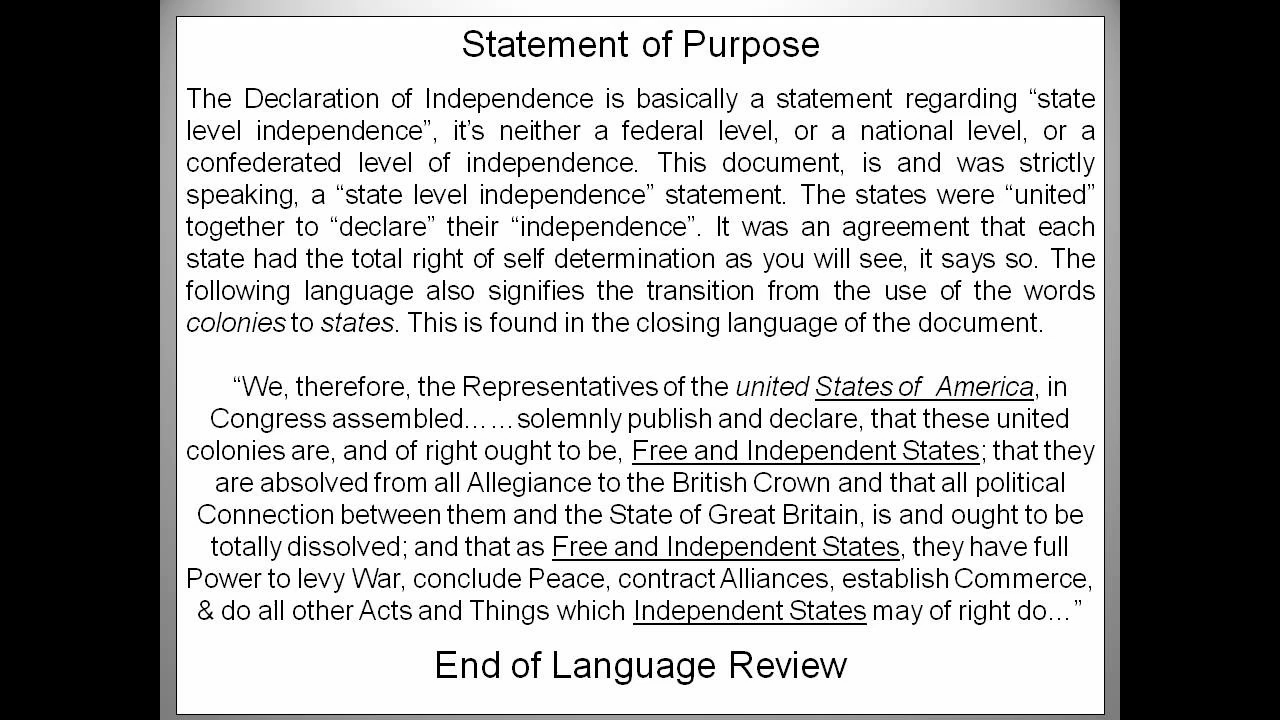 Statement of Purpose
The Declaration of Independence is basically a statement regarding “state
level independence”, it’s neither a federal level, or a national level, or a
confederated level of independence. This document, is and was strictly
speaking, a “state level independence” statement. The states were “united”
together to “declare” their “independence”. It was an agreement that each
state had the total right of self determination as you will see, it says so. The
following language also signifies the transition from the use of the words
colonies to states. This is found in the closing language of the document.
“We, therefore, the Representatives of the united States of America, in
Congress assembled……solemnly publish and declare, that these united
colonies are, and of right ought to be, Free and Independent States; that they
are absolved from all Allegiance to the British Crown and that all political
Connection between them and the State of Great Britain, is and ought to be
totally dissolved; and that as Free and Independent States, they have full
Power to levy War, conclude Peace, contract Alliances, establish Commerce,
& do all other Acts and Things which Independent States may of right do…”
End of Language Review